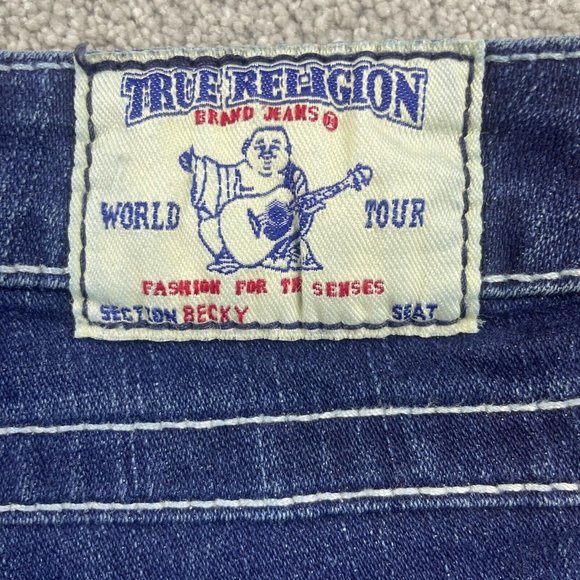 TRUE RELIGION
BRAND JEANS ®
WORLD TOUR
FASHION FOR TH SENSES
SECTION BECKY SEAT